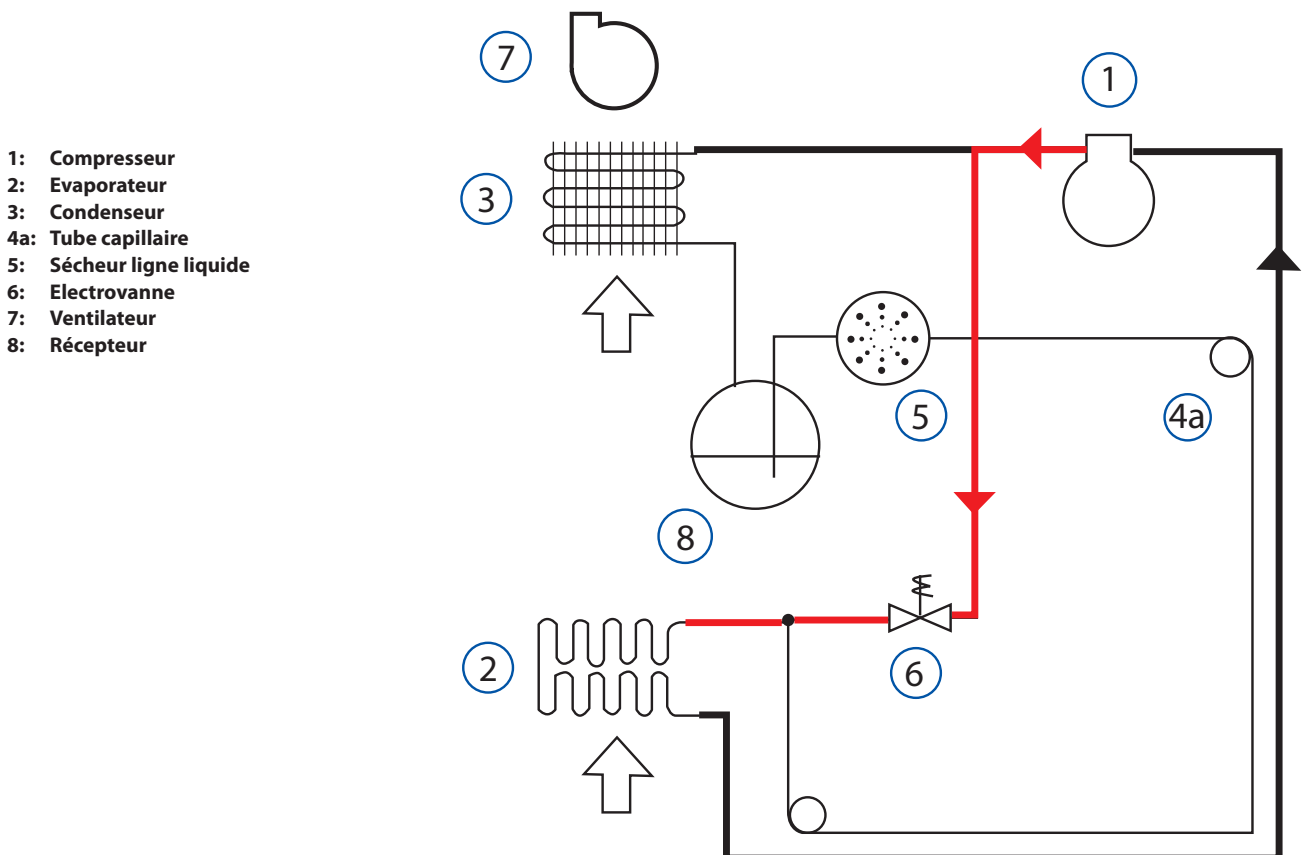 1: Compresseur
2: Evaporateur
3: Condenseur
4a: Tube capillaire
5: Sécheur ligne liquide
6: Electrovanne
7: Ventilateur
8: Récepteur
7
1
3
5
4a
8
2
6